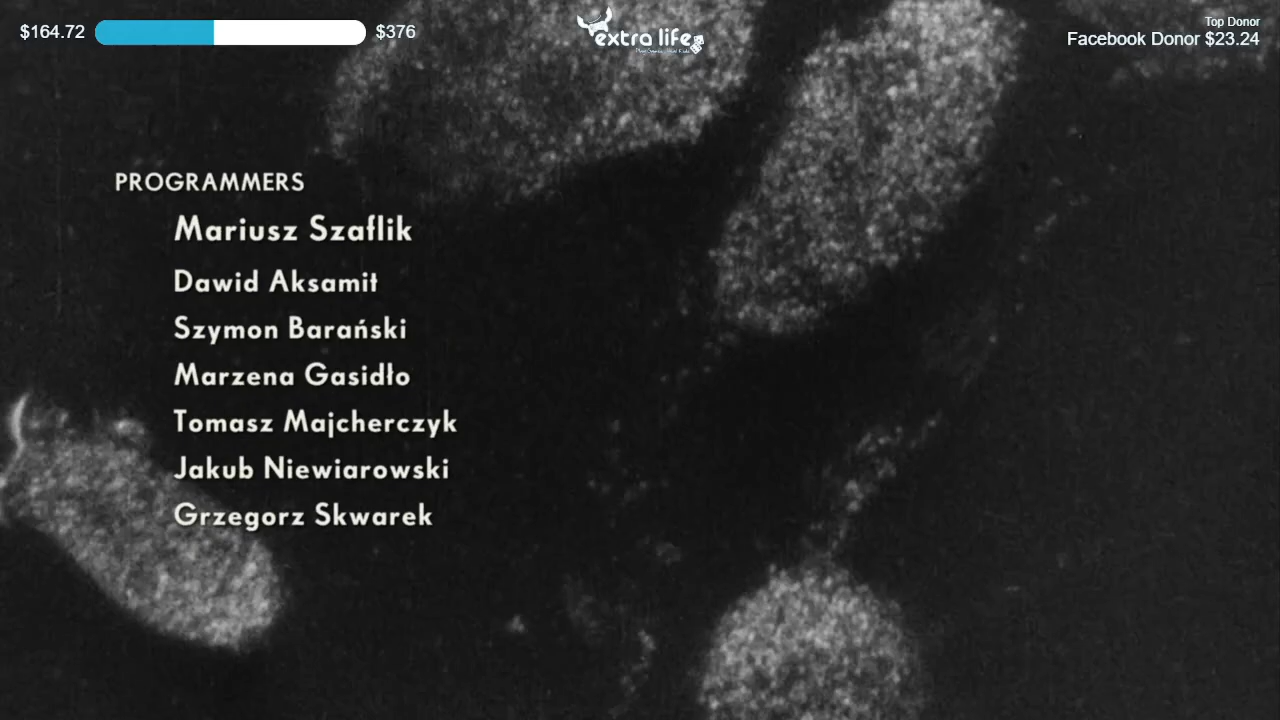 $164.72 $376
extra life
Top Donor
Facebook Donor $23.24
PROGRAMMERS
Mariusz Szaflik
Dawid Aksamit
Szymon Barański
Marzena Gasidło
Tomasz Majcherczyk
Jakub Niewiarowski
Grzegorz Skwarek